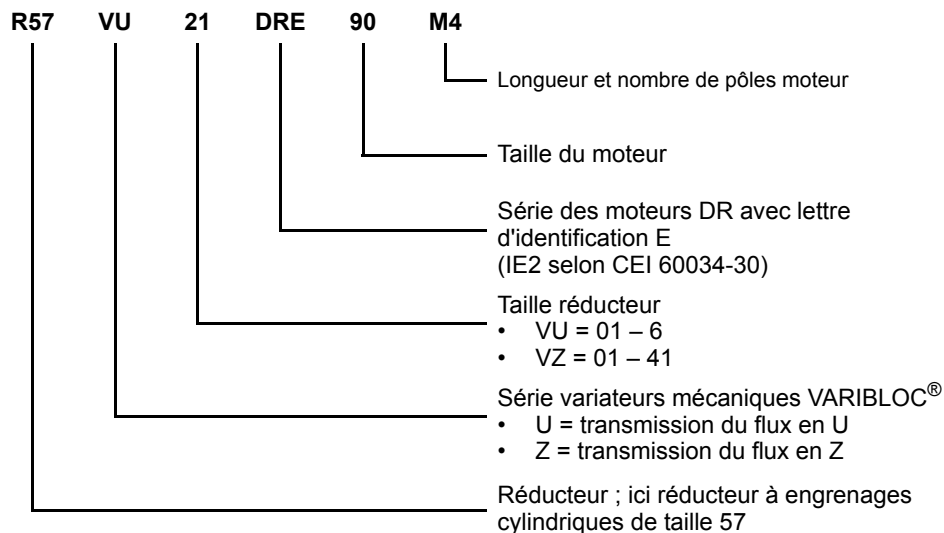 R57 VU 21 DRE 90 M4
Longueur et nombre de pôles moteur
Taille du moteur
Série des moteurs DR avec lettre
d'identification E
(IE2 selon CEI 60034-30)
Taille réducteur
• VU = 01 – 6
• VZ = 01 – 41
Série variateurs mécaniques VARIBLOC®
• U = transmission du flux en U
• Z = transmission du flux en Z
Réducteur ; ici réducteur à engrenages
cylindriques de taille 57